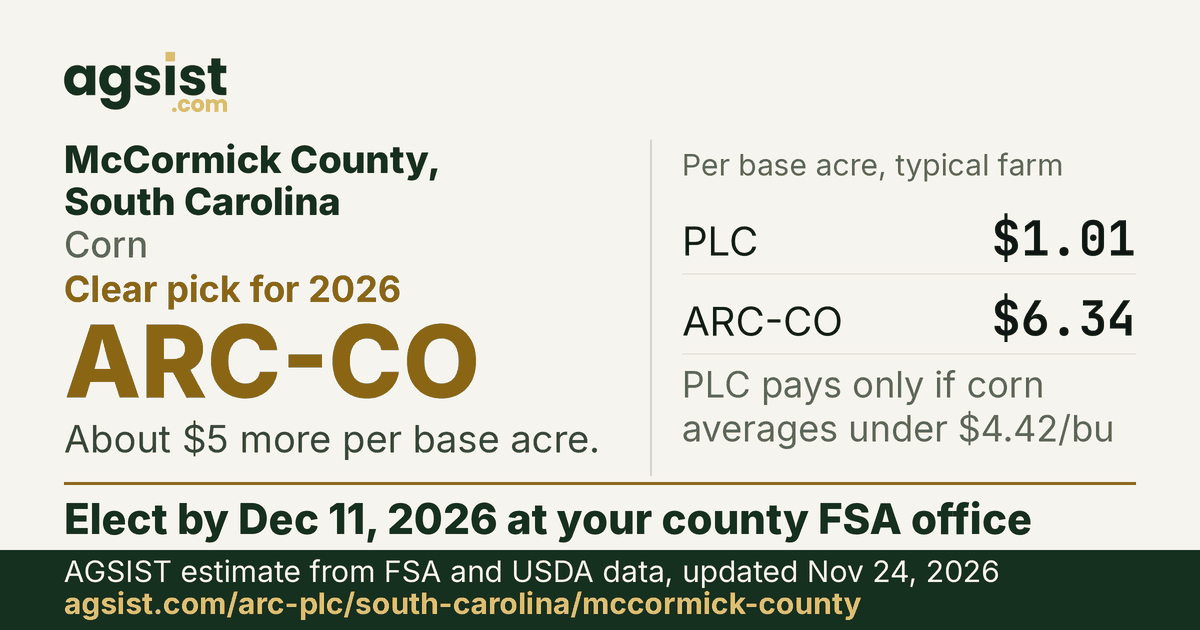 agsist
.com
McCormick County,
South Carolina
Corn
Clear pick for 2026
ARC-CO
About $5 more per base acre.
Per base acre, typical farm
PLC $1.01
ARC-CO $6.34
PLC pays only if corn
averages under $4.42/bu
Elect by Dec 11, 2026 at your county FSA office
AGSIST estimate from FSA and USDA data, updated Nov 24, 2026
agsist.com/arc-plc/south-carolina/mccormick-county